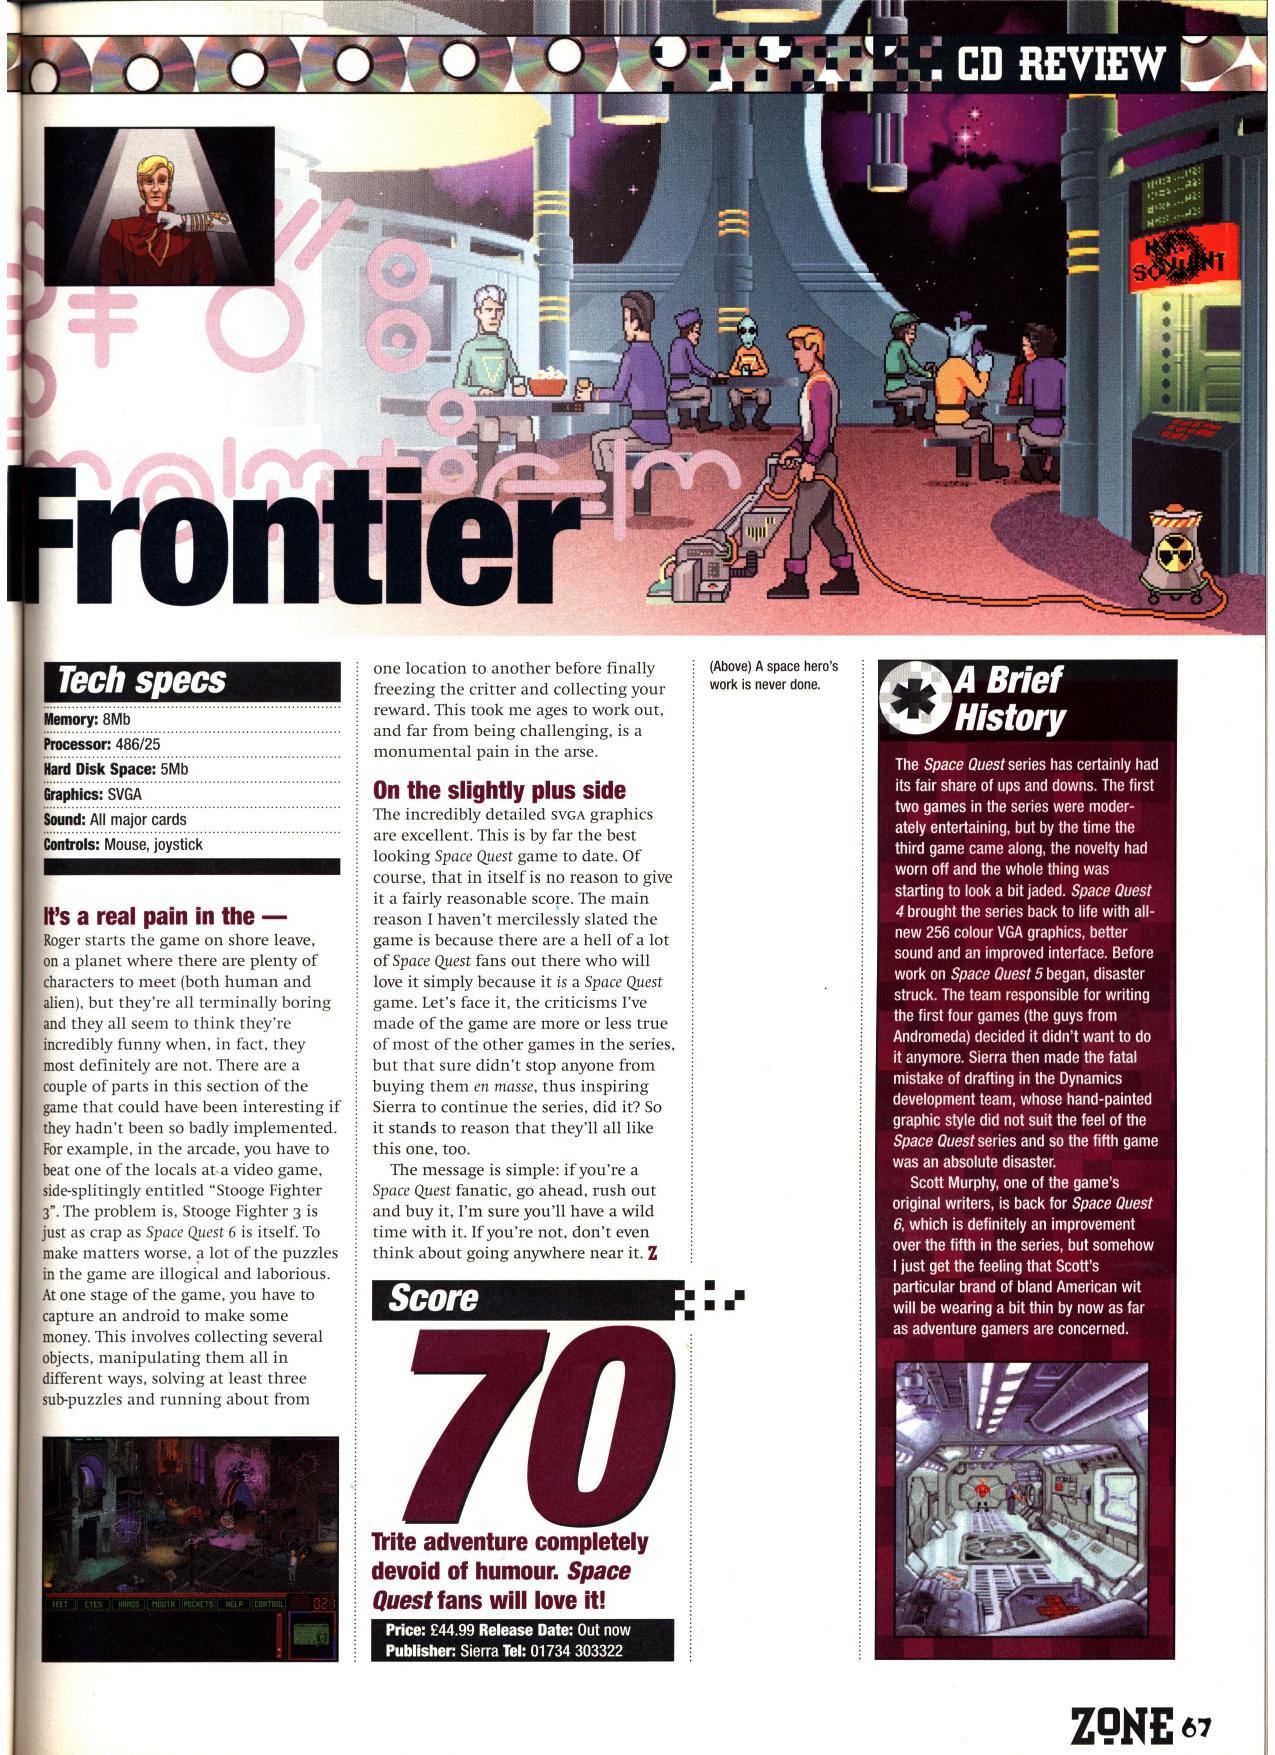 CD REVIEW
Frontier
Tech specs
Memory: 8Mb
Processor: 486/25
Hard Disk Space: 5Mb
Graphics: SVGA
Sound: All major cards
Controls: Mouse, joystick
It's a real pain in the —
Roger starts the game on shore leave,
on a planet where there are plenty of
characters to meet (both human and
alien), but they're all terminally boring
and they all seem to think they're
incredibly funny when, in fact, they
most definitely are not. There are a
couple of parts in this section of the
game that could have been interesting if
they hadn't been so badly implemented.
For example, in the arcade, you have to
beat one of the locals at a video game,
side-splitingly entitled “Stooge Fighter
3”. The problem is, Stooge Fighter 3 is
just as crap as Space Quest 6 is itself. To
make matters worse, a lot of the puzzles
in the game are illogical and laborious.
At one stage of the game, you have to
capture an android to make some
money. This involves collecting several
objects, manipulating them all in
different ways, solving at least three
sub-puzzles and running about from
FEET EYES HANDS MOUTH POCKETS HELP CONTROL
one location to another before finally
freezing the critter and collecting your
reward. This took me ages to work out,
and far from being challenging, is a
monumental pain in the arse.
On the slightly plus side
The incredibly detailed SVGA graphics
are excellent. This is by far the best
looking Space Quest game to date. Of
course, that in itself is no reason to give
it a fairly reasonable score. The main
reason I haven't mercilessly slated the
game is because there are a hell of a lot
of Space Quest fans out there who will
love it simply because it is a Space Quest
game. Let's face it, the criticisms I've
made of the game are more or less true
of most of the other games in the series,
but that sure didn't stop anyone from
buying them en masse, thus inspiring
Sierra to continue the series, did it? So
it stands to reason that they'll all like
this one, too.
The message is simple: if you're a
Space Quest fanatic, go ahead, rush out
and buy it, I'm sure you'll have a wild
time with it. If you're not, don't even
think about going anywhere near it. Z
Score
70
Trite adventure completely
devoid of humour. Space
Quest fans will love it!
Price: £44.99 Release Date: Out now
Publisher: Sierra Tel: 01734 303322
(Above) A space hero's
work is never done.
A Brief
History
The Space Quest series has certainly had
its fair share of ups and downs. The first
two games in the series were moder-
ately entertaining, but by the time the
third game came along, the novelty had
worn off and the whole thing was
starting to look a bit jaded. Space Quest
4 brought the series back to life with all-
new 256 colour VGA graphics, better
sound and an improved interface. Before
work on Space Quest 5 began, disaster
struck. The team responsible for writing
the first four games (the guys from
Andromeda) decided it didn't want to do
it anymore. Sierra then made the fatal
mistake of drafting in the Dynamics
development team, whose hand-painted
graphic style did not suit the feel of the
Space Quest series and so the fifth game
was an absolute disaster.
Scott Murphy, one of the game's
original writers, is back for Space Quest
6, which is definitely an improvement
over the fifth in the series, but somehow
I just get the feeling that Scott's
particular brand of bland American wit
will be wearing a bit thin by now as far
as adventure gamers are concerned.
ZONE 67